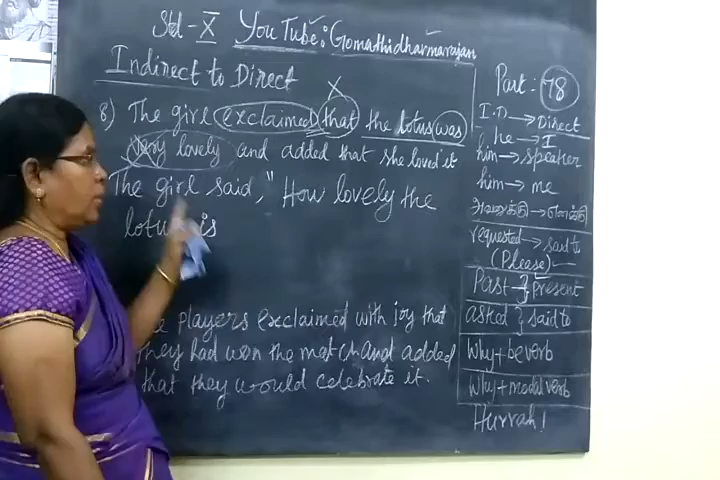 Std - X YouTube: Gomathidharmarajan
Indirect to Direct
8) The girl exclaimed that the lotus was
Very lovely and added that she loved it
The girl said, "How lovely the
lotus is
players exclaimed with joy that
they had won the match and added
that they would celebrate it.
Part: 78
I.D → Direct
he → I
him → speaker
him → me
அவனுக்கு → எனக்கு
requested → said to
(Please)
Past } Present
asked } said to
Why + be verb
Why + modal verb
Hurrah!